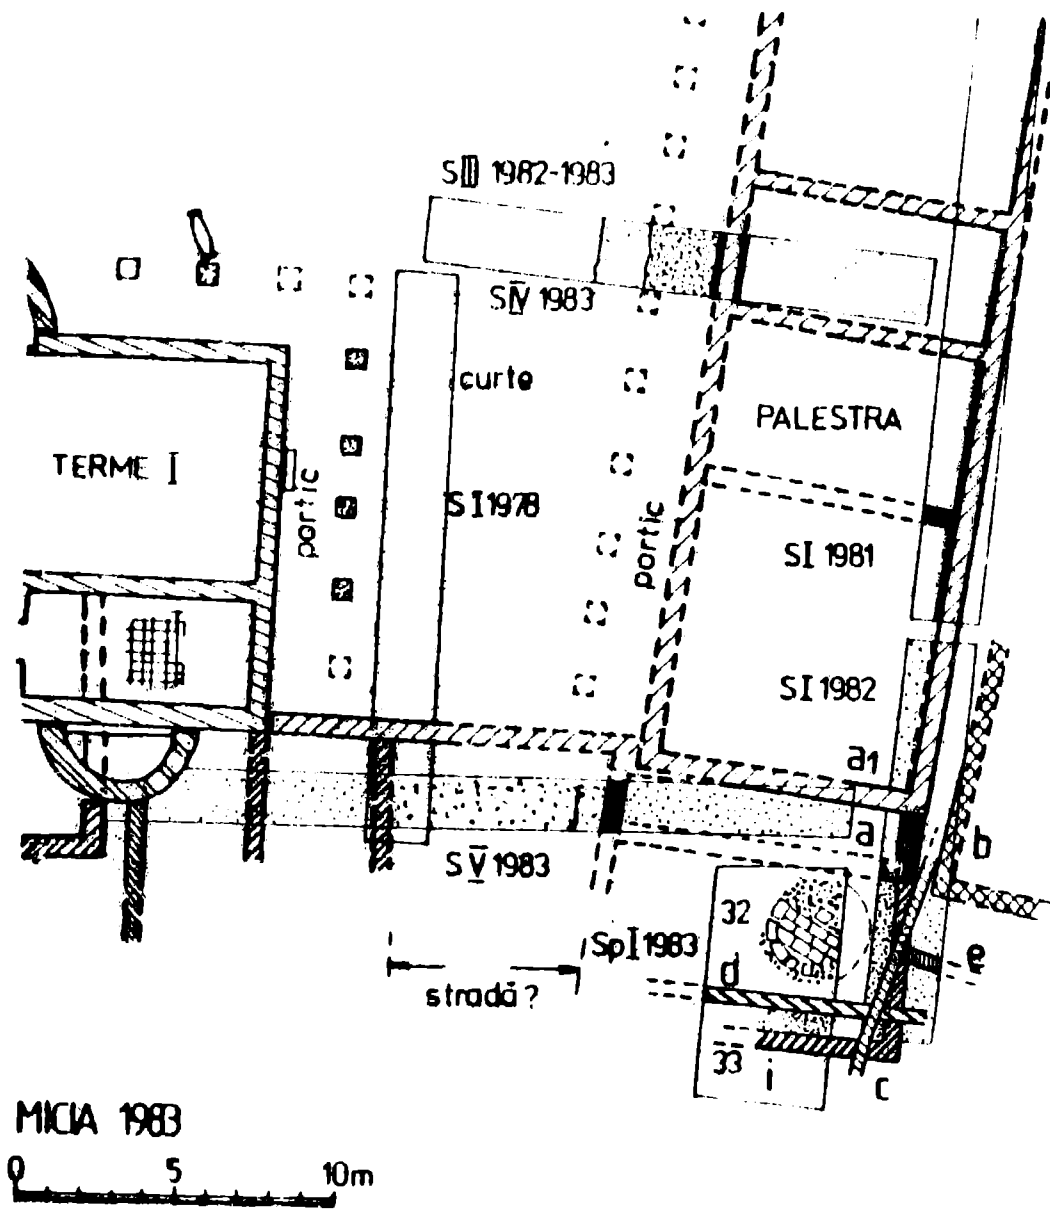 S III 1982-1983
S IV 1983
curte
PALESTRA
TERME I
portic
S I 1978
portic
S I 1981
S I 1982
a1
a
b
S V 1983
32
Sp I 1983
d
e
stradă?
33
i
c
MICIA 1983
0 5 10m